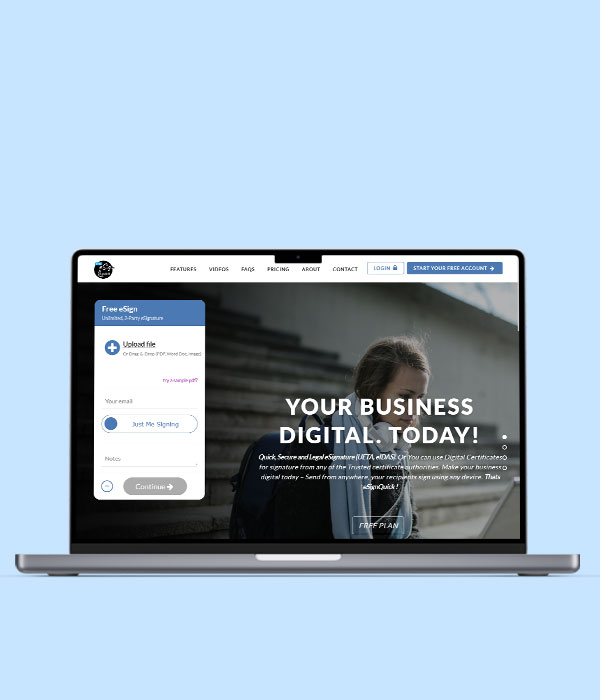 FEATURES VIDEOS FAQS PRICING ABOUT CONTACT LOGIN START YOUR FREE ACCOUNT
Free eSign
Unlimited, 2-Party eSignature
Upload file
Or Drag & Drop (PDF, Word Doc, Image)
Try a sample pdf?
Your email
Just Me Signing
Notes
Continue
YOUR BUSINESS
DIGITAL. TODAY!
Quick, Secure and Legal eSignature (UETA, eIDAS). Or You can use Digital Certificates
for signature from any of the Trusted certificate authorities. Make your business
digital today – Send from anywhere, your recipients sign using any device. Thats
eSignQuick !
FREE PLAN